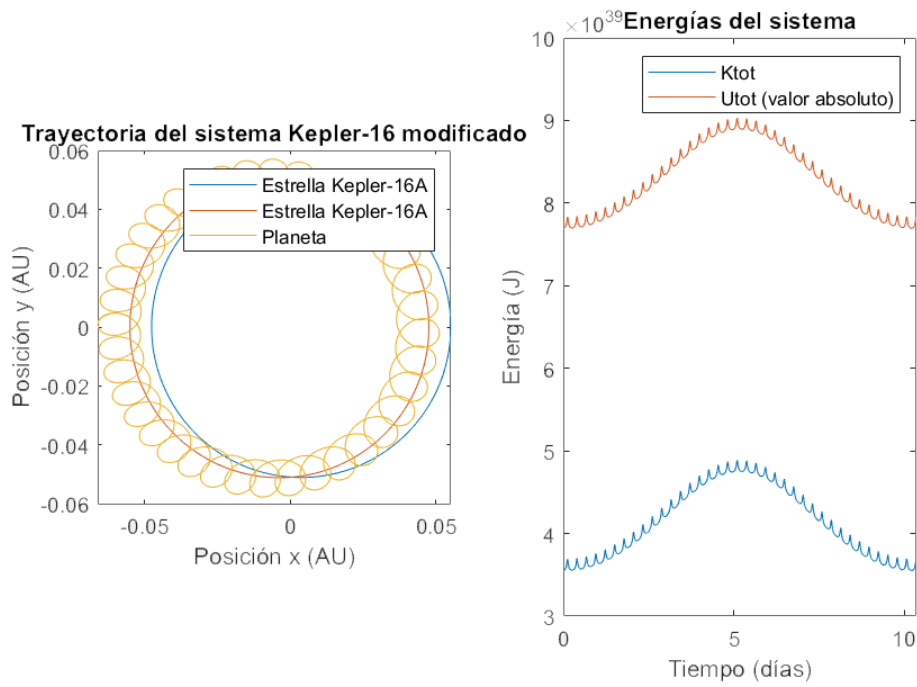 Trayectoria del sistema Kepler-16 modificado
Estrella Kepler-16A
Estrella Kepler-16A
Planeta
0.06
0.04
0.02
0
-0.02
-0.04
-0.06
Posición y (AU)
-0.05
0
0.05
Posición x (AU)
×10³⁹
Energías del sistema
Ktot
Utot (valor absoluto)
10
9
8
7
6
5
4
3
Energía (J)
0
5
10
Tiempo (días)